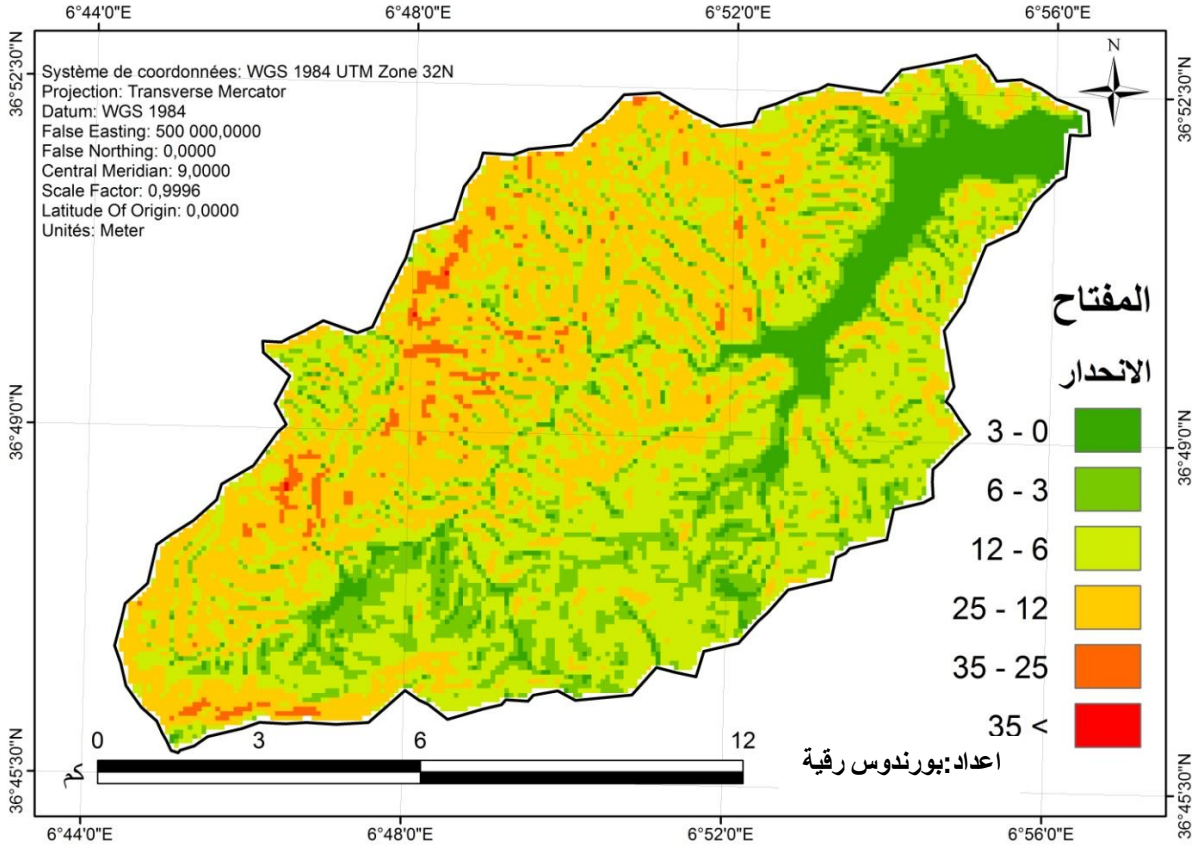 6°44'0"E 6°48'0"E 6°52'0"E 6°56'0"E
36°52'30"N
36°52'30"N
N
Système de coordonnées: WGS 1984 UTM Zone 32N
Projection: Transverse Mercator
Datum: WGS 1984
False Easting: 500 000,0000
False Northing: 0,0000
Central Meridian: 9,0000
Scale Factor: 0,9996
Latitude Of Origin: 0,0000
Unités: Meter
المفتاح
الانحدار
36°49'0"N
36°49'0"N
3 - 0
6 - 3
12 - 6
25 - 12
35 - 25
35 <
0 3 6 12
كم
اعداد:بورندوس رقية
36°45'30"N
36°45'30"N
6°44'0"E 6°48'0"E 6°52'0"E 6°56'0"E